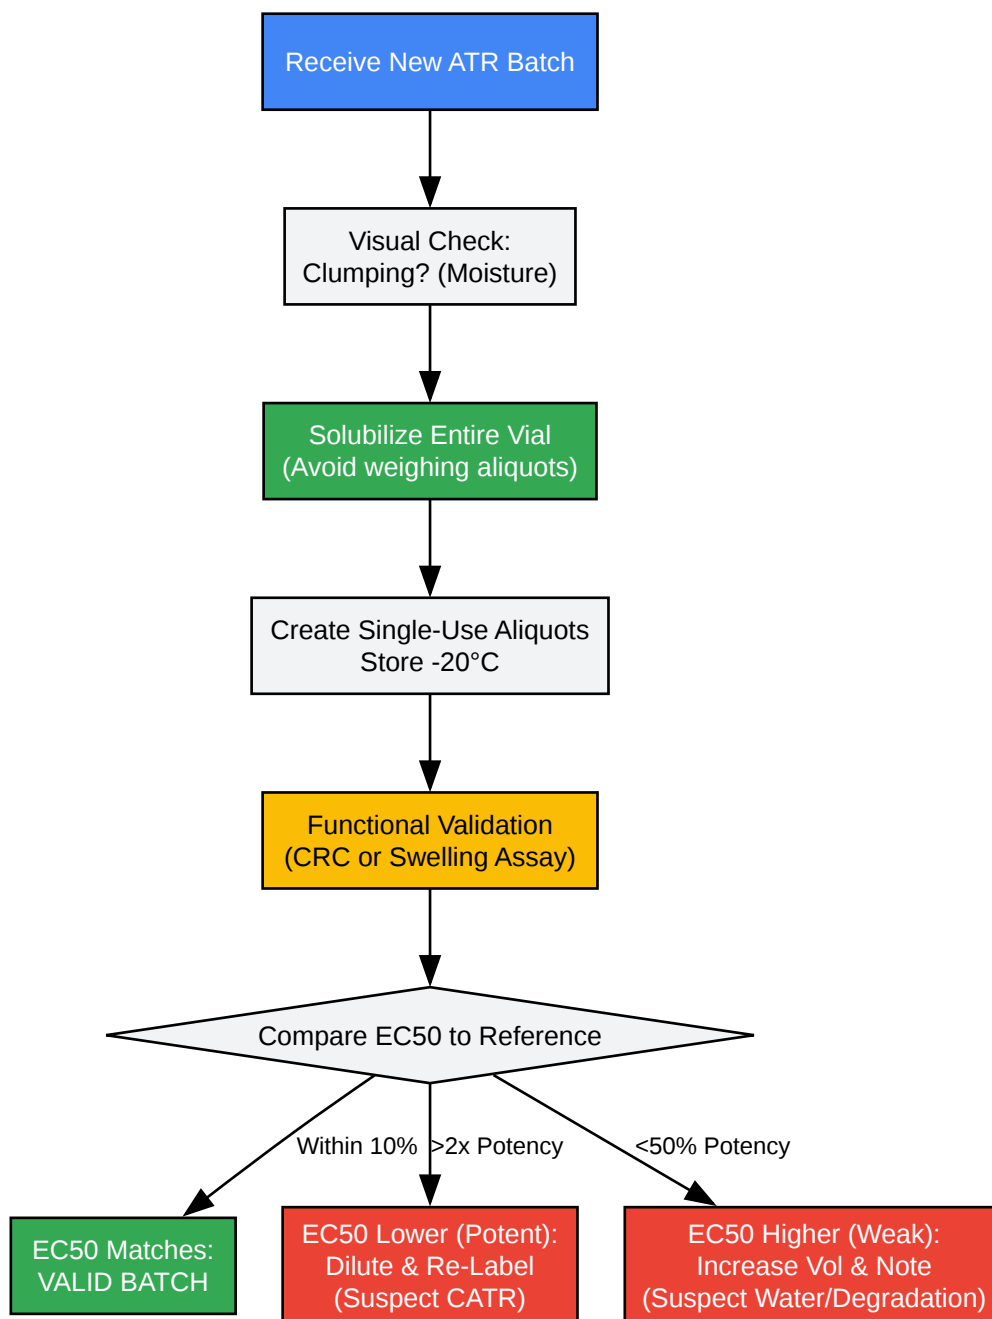 Receive New ATR Batch
Visual Check:
Clumping? (Moisture)
Solubilize Entire Vial
(Avoid weighing aliquots)
Create Single-Use Aliquots
Store -20°C
Functional Validation
(CRC or Swelling Assay)
Compare EC50 to Reference
Within 10%
>2x Potency
<50% Potency
EC50 Matches:
VALID BATCH
EC50 Lower (Potent):
Dilute & Re-Label
(Suspect CATR)
EC50 Higher (Weak):
Increase Vol & Note
(Suspect Water/Degradation)